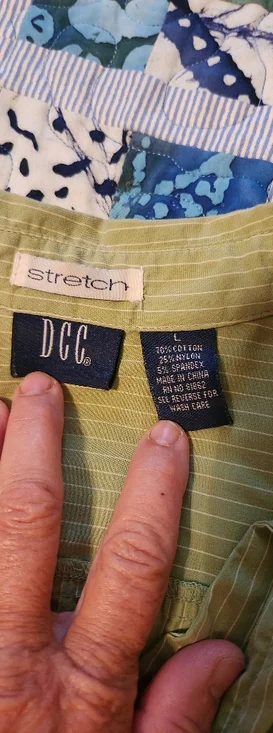 stretch
DCC®
L
70% COTTON
25% NYLON
5% SPANDEX
MADE IN CHINA
RN NO 81862
SEE REVERSE FOR
WASH CARE